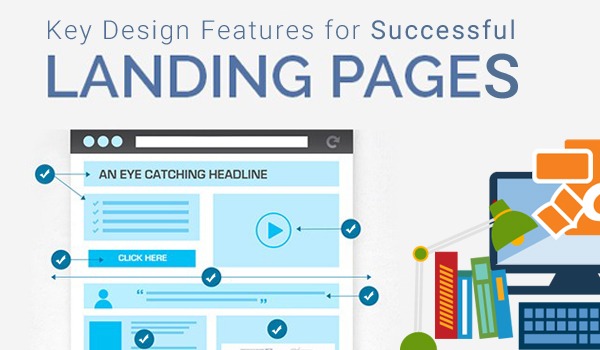 Key Design Features for Successful
LANDING PAGES
AN EYE CATCHING HEADLINE
CLICK HERE
“
”